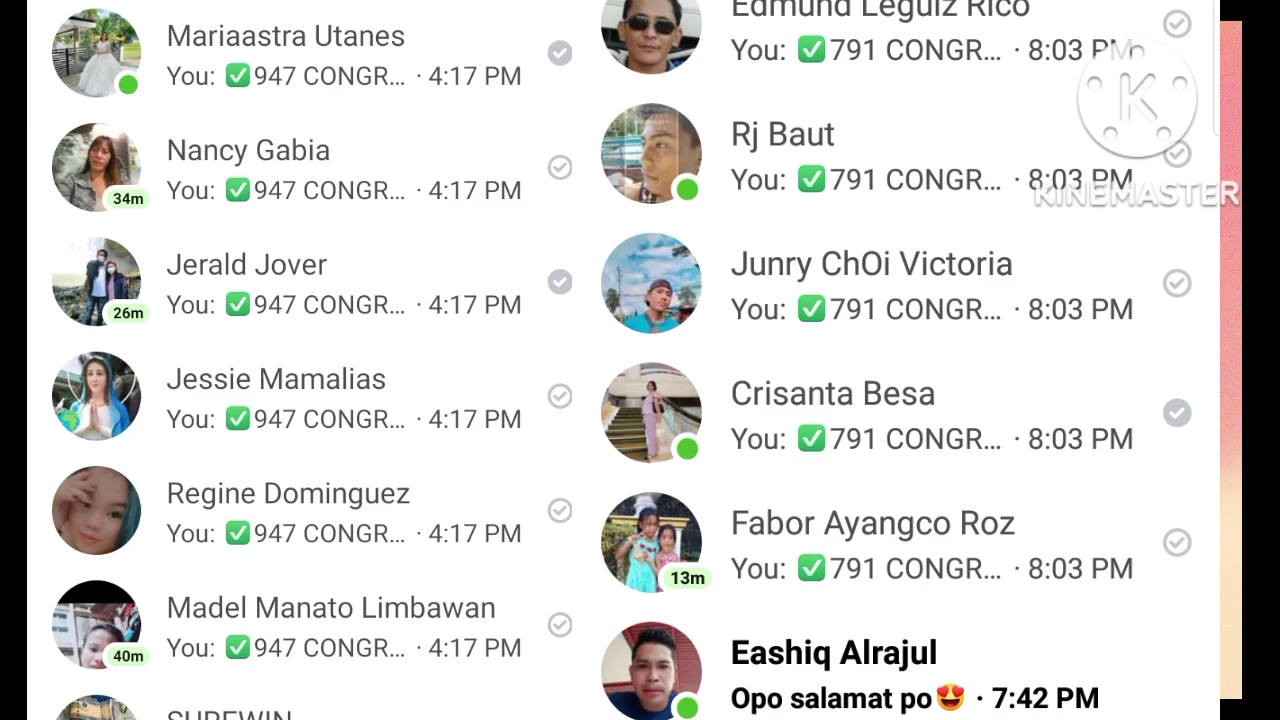 Mariaastra Utanes
You: ✅947 CONGR... · 4:17 PM
Nancy Gabia
You: ✅947 CONGR... · 4:17 PM
34m
Jerald Jover
You: ✅947 CONGR... · 4:17 PM
26m
Jessie Mamalias
You: ✅947 CONGR... · 4:17 PM
Regine Dominguez
You: ✅947 CONGR... · 4:17 PM
Madel Manato Limbawan
You: ✅947 CONGR... · 4:17 PM
40m
SUREWIN
Edmund Leguiz Rico
You: ✅791 CONGR... · 8:03 PM
Rj Baut
You: ✅791 CONGR... · 8:03 PM
Junry ChOi Victoria
You: ✅791 CONGR... · 8:03 PM
Crisanta Besa
You: ✅791 CONGR... · 8:03 PM
Fabor Ayangco Roz
You: ✅791 CONGR... · 8:03 PM
13m
Eashiq Alrajul
Opo salamat po😍 · 7:42 PM
K
KINEMASTER